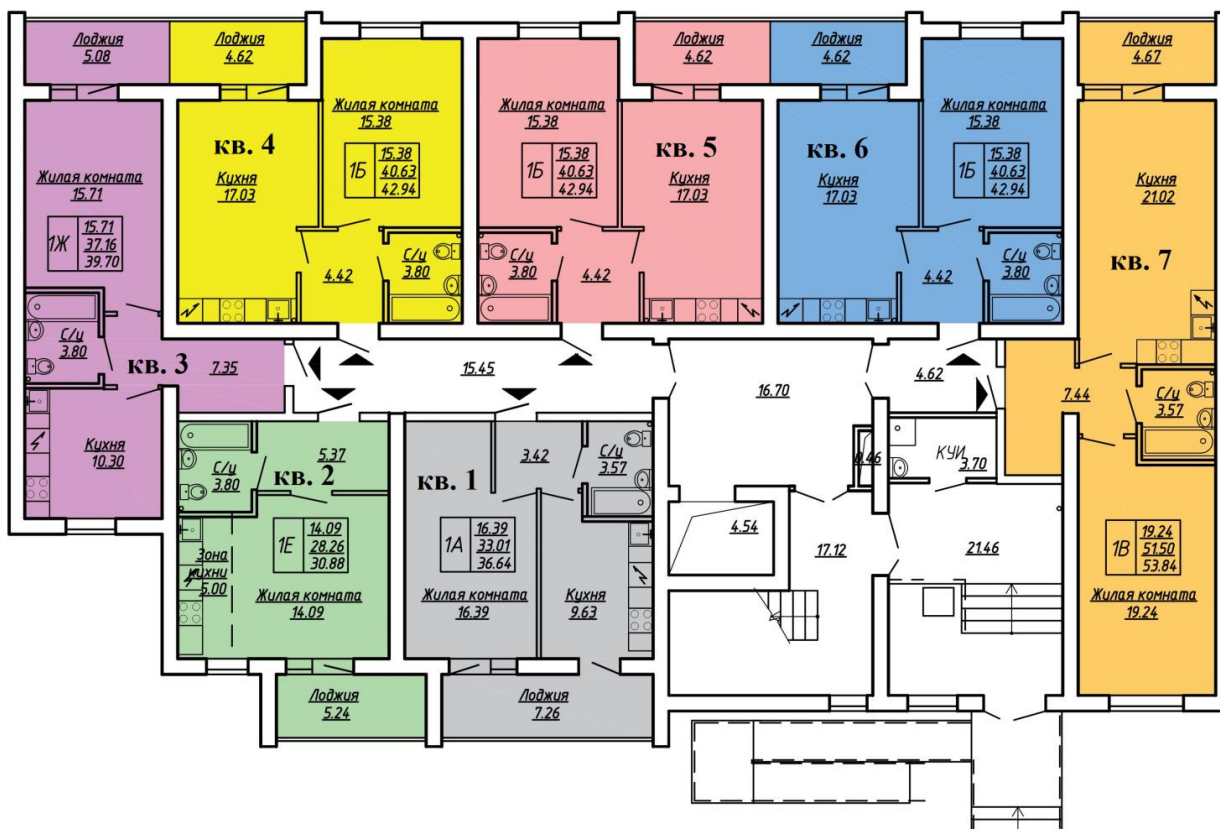 Лоджия
5.08
Лоджия
4.62
Жилая комната
15.38
кв. 4
Кухня
17.03
1Б
15.38
40.63
42.94
4.42
С/у
3.80
Жилая комната
15.38
1Б
15.38
40.63
42.94
Лоджия
4.62
кв. 5
Кухня
17.03
С/у
3.80
4.42
Лоджия
4.62
кв. 6
Кухня
17.03
Жилая комната
15.38
1Б
15.38
40.63
42.94
4.42
С/у
3.80
Лоджия
4.67
Кухня
21.02
кв. 7
7.44
С/у
3.57
1В
19.24
51.50
53.84
Жилая комната
19.24
Жилая комната
15.71
1Ж
15.71
37.16
39.70
С/у
3.80
кв. 3
7.35
Кухня
10.30
15.45
16.70
4.62
С/у
3.80
5.37
кв. 2
1Е
14.09
28.26
30.88
Зона
кухни
5.00
Жилая комната
14.09
Лоджия
5.24
кв. 1
3.42
С/у
3.57
1А
16.39
33.01
36.64
Жилая комната
16.39
Кухня
9.63
Лоджия
7.26
0.46
КУИ
3.70
4.54
17.12
21.46